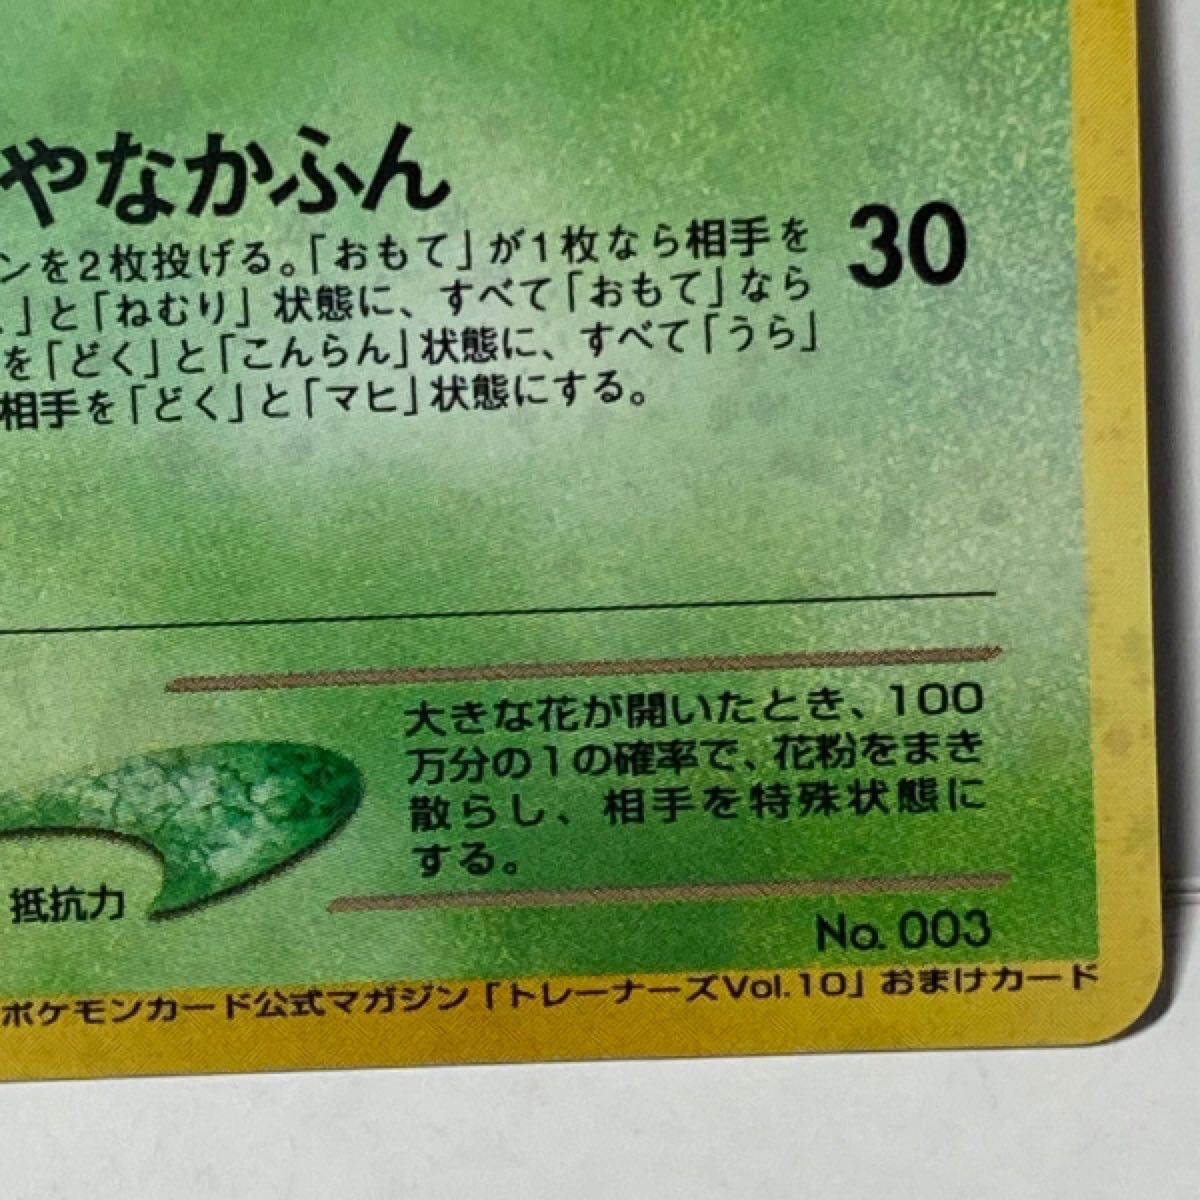 やなかふん
ンを2枚投げる。「おもて」が1枚なら相手を
」と「ねむり」状態に、すべて「おもて」なら
を「どく」と「こんらん」状態に、すべて「うら」
相手を「どく」と「マヒ」状態にする。
30
大きな花が開いたとき、100
万分の1の確率で、花粉をまき
散らし、相手を特殊状態に
する。
抵抗力
No. 003
ポケモンカード公式マガジン「トレーナーズVol.10」おまけカード